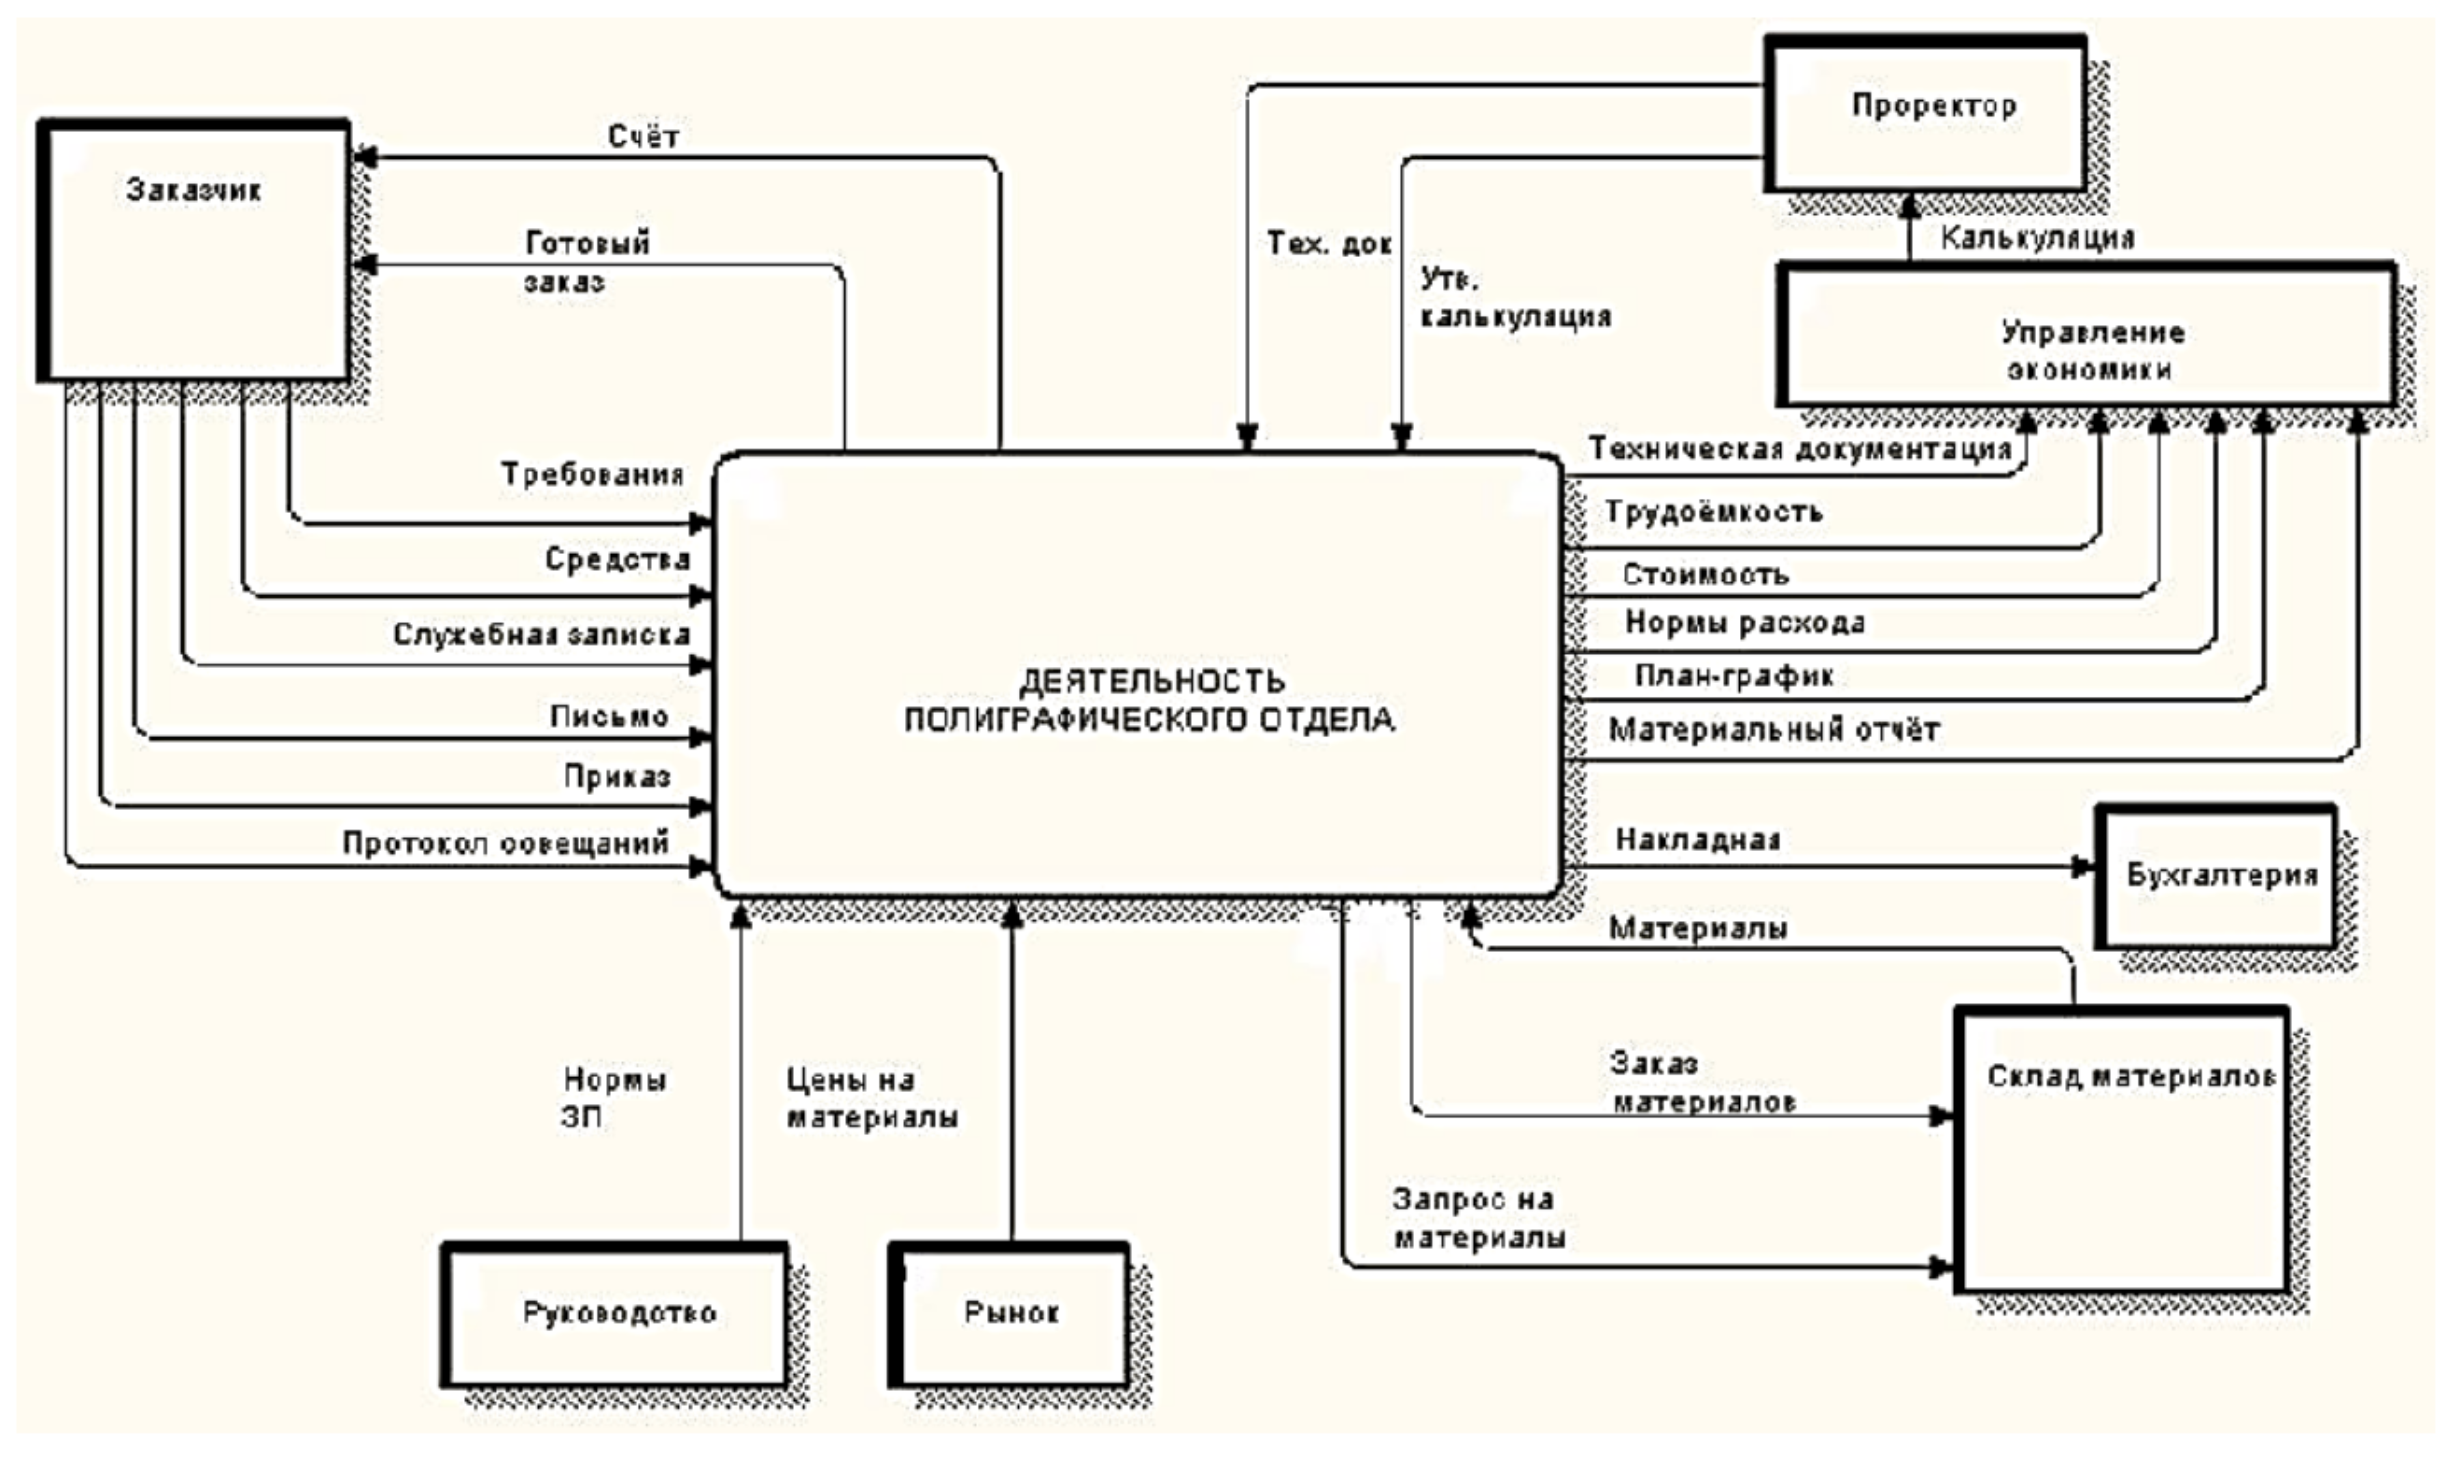 Проректор
Счёт
Заказчик
Готовый
заказ
Тех. док
Утв.
калькуляция
Калькуляция
Управление
экономики
Требования
Средства
Служебная записка
Письмо
Приказ
Протокол совещаний
ДЕЯТЕЛЬНОСТЬ
ПОЛИГРАФИЧЕСКОГО ОТДЕЛА
Техническая документация
Трудоёмкость
Стоимость
Нормы расхода
План-график
Материальный отчёт
Накладная
Бухгалтерия
Материалы
Нормы
ЗП
Цены на
материалы
Заказ
материалов
Склад материалов
Запрос на
материалы
Руководство
Рынок